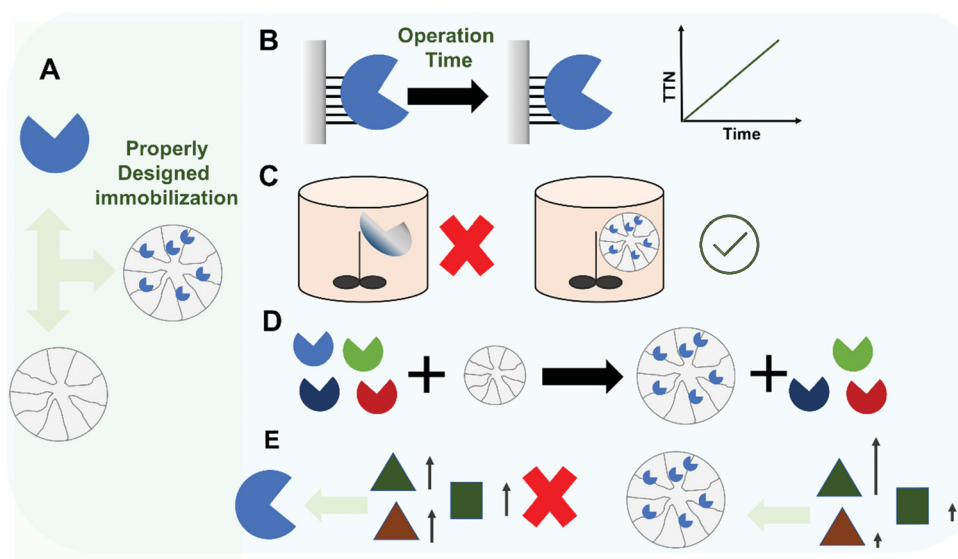 A
Properly
Designed
immobilization
B
Operation
Time
TTN
Time
C
D
E